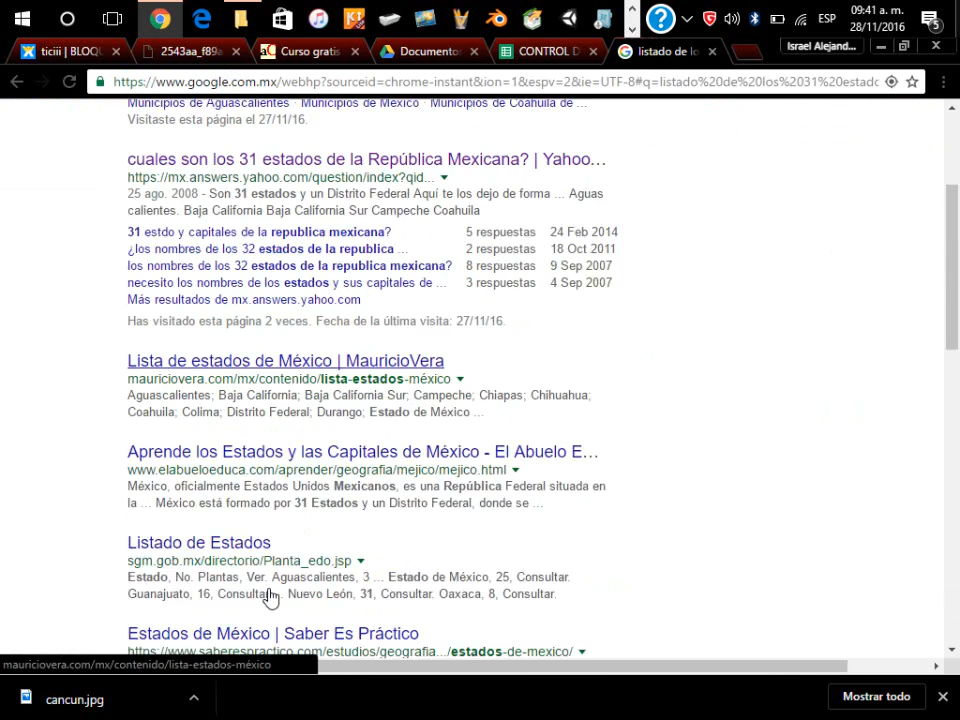 09:41 a. m.
28/11/2016
ESP
5
ticiii | BLOQU
2543aa_f89a
Curso gratis
Documentos
CONTROL D
listado de lo
Israel Alejand...
https://www.google.com.mx/webhp?sourceid=chrome-instant&ion=1&espv=2&ie=UTF-8#q=listado%20de%20los%2031%20estado
Municipios de Aguascalientes · Municipios de México · Municipios de Coahuila de ...
Visitaste esta página el 27/11/16.
cuales son los 31 estados de la República Mexicana? | Yahoo...
https://mx.answers.yahoo.com/question/index?qid...
25 ago. 2008 - Son 31 estados y un Distrito Federal Aquí te los dejo de forma ... Aguas
calientes. Baja California Baja California Sur Campeche Coahuila
31 estdo y capitales de la republica mexicana? 5 respuestas 24 Feb 2014
¿los nombres de los 32 estados de la republica ... 2 respuestas 18 Oct 2011
los nombres de los 32 estados de la republica mexicana? 8 respuestas 9 Sep 2007
necesito los nombres de los estados y sus capitales de ... 3 respuestas 4 Sep 2007
Más resultados de mx.answers.yahoo.com
Has visitado esta página 2 veces. Fecha de la última visita: 27/11/16.
Lista de estados de México | MauricioVera
mauriciovera.com/mx/contenido/lista-estados-méxico
Aguascalientes; Baja California; Baja California Sur; Campeche; Chiapas; Chihuahua;
Coahuila; Colima; Distrito Federal; Durango; Estado de México ...
Aprende los Estados y las Capitales de México - El Abuelo E...
www.elabueloeduca.com/aprender/geografia/mejico/mejico.html
México, oficialmente Estados Unidos Mexicanos, es una República Federal situada en
la ... México está formado por 31 Estados y un Distrito Federal, donde se ...
Listado de Estados
sgm.gob.mx/directorio/Planta_edo.jsp
Estado, No. Plantas, Ver. Aguascalientes, 3 ... Estado de México, 25, Consultar.
Guanajuato, 16, Consultar. Nuevo León, 31, Consultar. Oaxaca, 8, Consultar.
Estados de México | Saber Es Práctico
https://www.saberespractico.com/estudios/geografia.../estados-de-mexico/
mauriciovera.com/mx/contenido/lista-estados-méxico
cancun.jpg
Mostrar todo